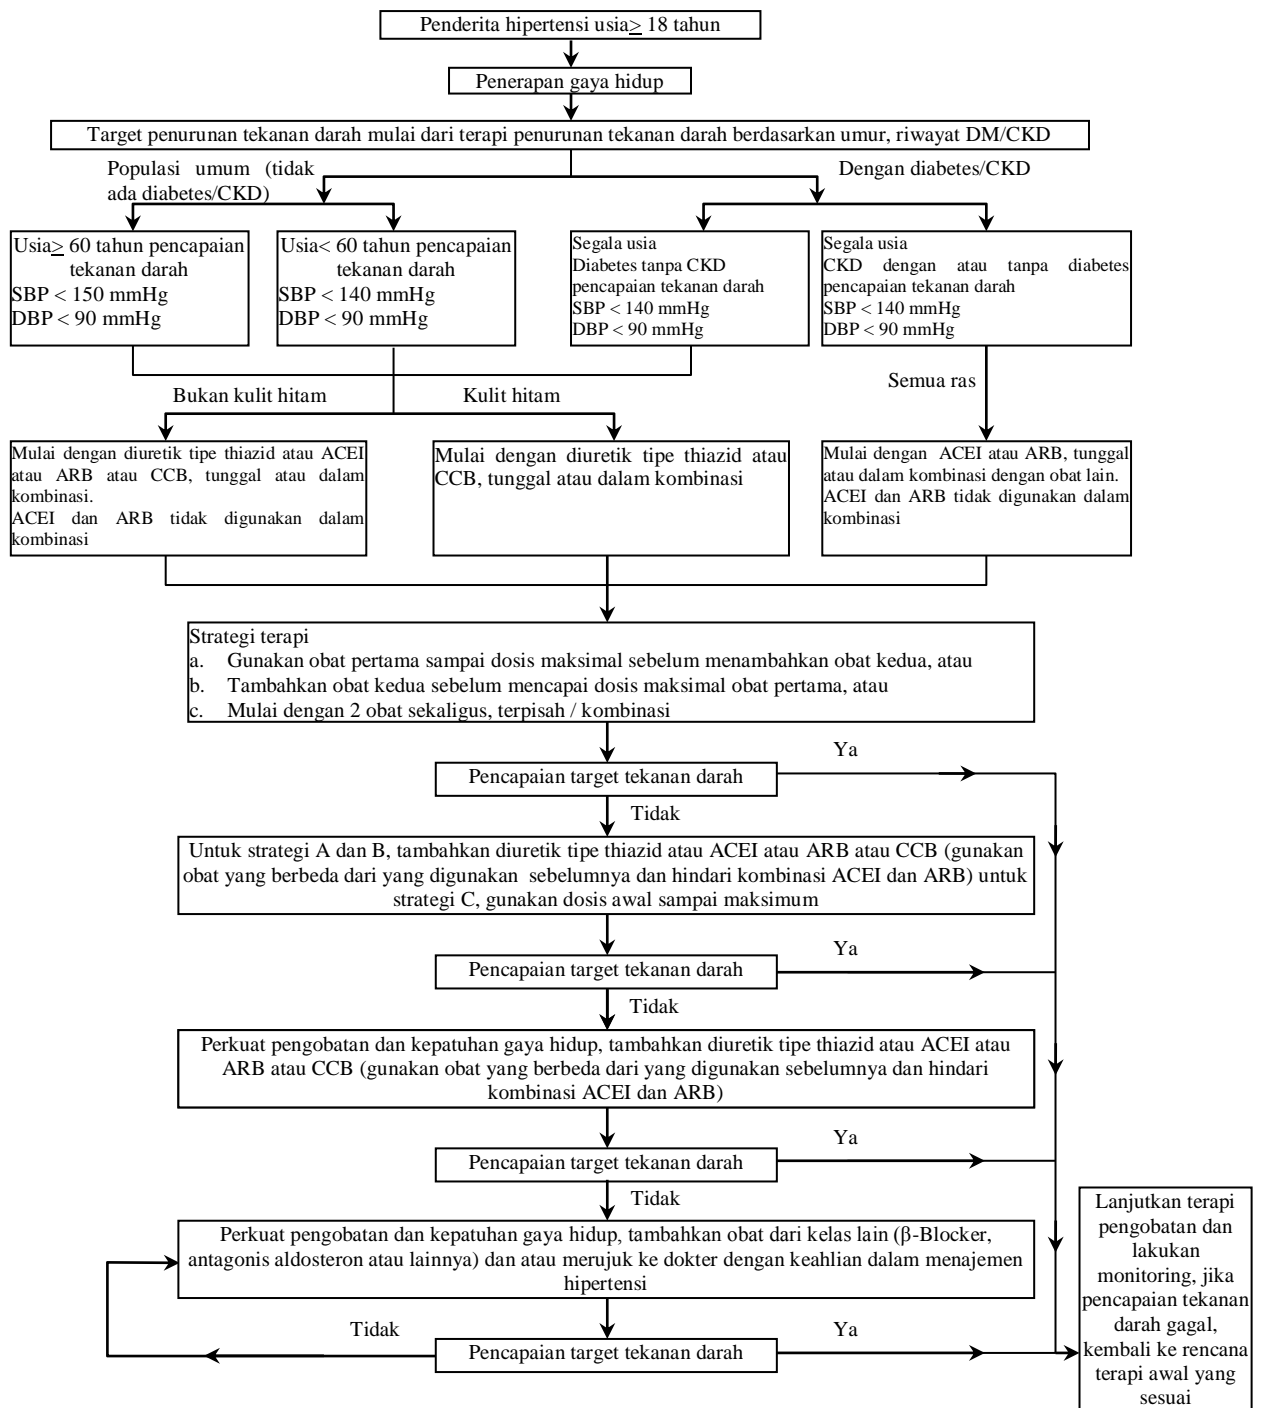 Penderita hipertensi usia≥ 18 tahun
Penerapan gaya hidup
Target penurunan tekanan darah mulai dari terapi penurunan tekanan darah berdasarkan umur, riwayat DM/CKD
Populasi umum (tidak
ada diabetes/CKD)
Dengan diabetes/CKD
Usia≥ 60 tahun pencapaian
tekanan darah
SBP < 150 mmHg
DBP < 90 mmHg
Usia< 60 tahun pencapaian
tekanan darah
SBP < 140 mmHg
DBP < 90 mmHg
Segala usia
Diabetes tanpa CKD
pencapaian tekanan darah
SBP < 140 mmHg
DBP < 90 mmHg
Segala usia
CKD dengan atau tanpa diabetes
pencapaian tekanan darah
SBP < 140 mmHg
DBP < 90 mmHg
Bukan kulit hitam
Kulit hitam
Semua ras
Mulai dengan diuretik tipe thiazid atau ACEI
atau ARB atau CCB, tunggal atau dalam
kombinasi.
ACEI dan ARB tidak digunakan dalam
kombinasi
Mulai dengan diuretik tipe thiazid atau
CCB, tunggal atau dalam kombinasi
Mulai dengan ACEI atau ARB, tunggal
atau dalam kombinasi dengan obat lain.
ACEI dan ARB tidak digunakan dalam
kombinasi
Strategi terapi
a. Gunakan obat pertama sampai dosis maksimal sebelum menambahkan obat kedua, atau
b. Tambahkan obat kedua sebelum mencapai dosis maksimal obat pertama, atau
c. Mulai dengan 2 obat sekaligus, terpisah / kombinasi
Ya
Pencapaian target tekanan darah
Tidak
Untuk strategi A dan B, tambahkan diuretik tipe thiazid atau ACEI atau ARB atau CCB (gunakan
obat yang berbeda dari yang digunakan sebelumnya dan hindari kombinasi ACEI dan ARB) untuk
strategi C, gunakan dosis awal sampai maksimum
Ya
Pencapaian target tekanan darah
Tidak
Perkuat pengobatan dan kepatuhan gaya hidup, tambahkan diuretik tipe thiazid atau ACEI atau
ARB atau CCB (gunakan obat yang berbeda dari yang digunakan sebelumnya dan hindari
kombinasi ACEI dan ARB)
Ya
Pencapaian target tekanan darah
Tidak
Perkuat pengobatan dan kepatuhan gaya hidup, tambahkan obat dari kelas lain (β-Blocker,
antagonis aldosteron atau lainnya) dan atau merujuk ke dokter dengan keahlian dalam menajemen
hipertensi
Tidak
Ya
Pencapaian target tekanan darah
Lanjutkan terapi
pengobatan dan
lakukan
monitoring, jika
pencapaian tekanan
darah gagal,
kembali ke rencana
terapi awal yang
sesuai